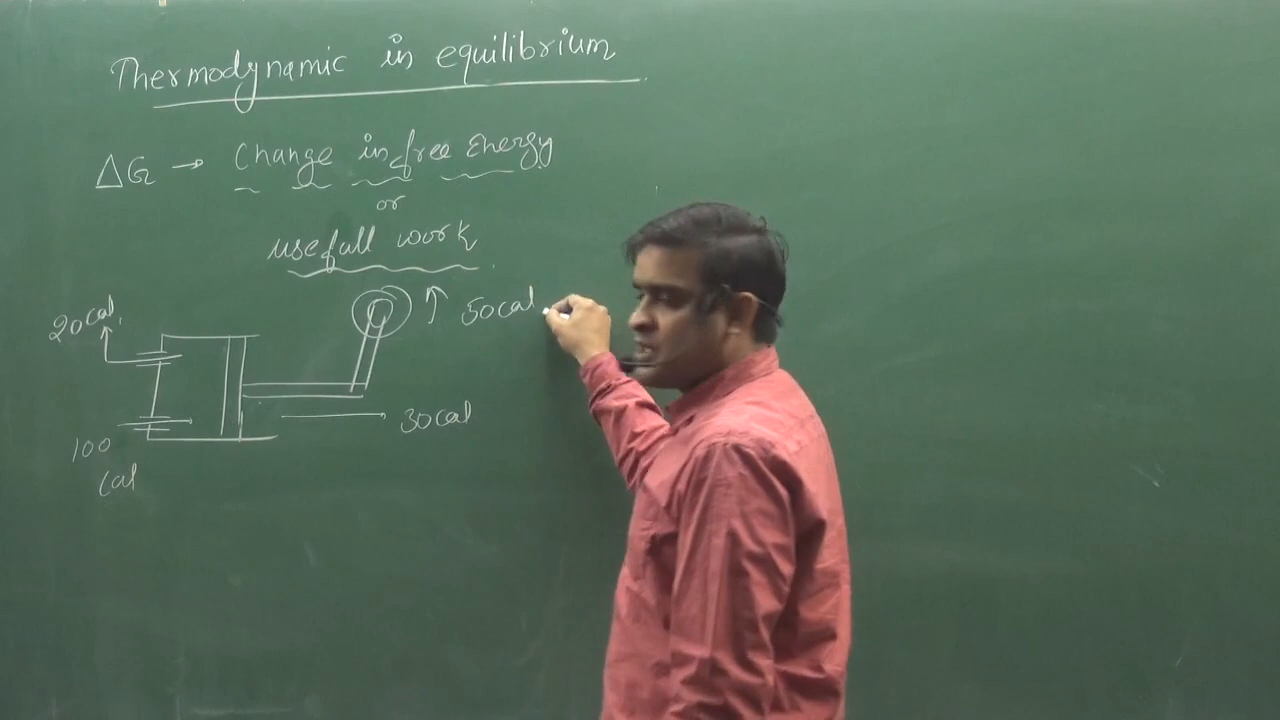 Thermodynamic in equilibrium
ΔG → Change in free Energy
or
usefull work
20cal.
↑ 50cal
30cal
100
cal